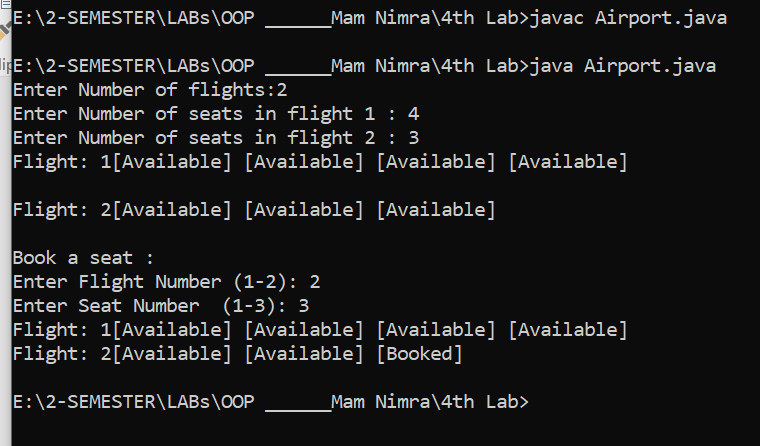 E:\2-SEMESTER\LABs\OOP ______Mam Nimra\4th Lab>javac Airport.java
E:\2-SEMESTER\LABs\OOP ______Mam Nimra\4th Lab>java Airport.java
Enter Number of flights:2
Enter Number of seats in flight 1 : 4
Enter Number of seats in flight 2 : 3
Flight: 1[Available] [Available] [Available] [Available]
Flight: 2[Available] [Available] [Available]
Book a seat :
Enter Flight Number (1-2): 2
Enter Seat Number  (1-3): 3
Flight: 1[Available] [Available] [Available] [Available]
Flight: 2[Available] [Available] [Booked]
E:\2-SEMESTER\LABs\OOP ______Mam Nimra\4th Lab>